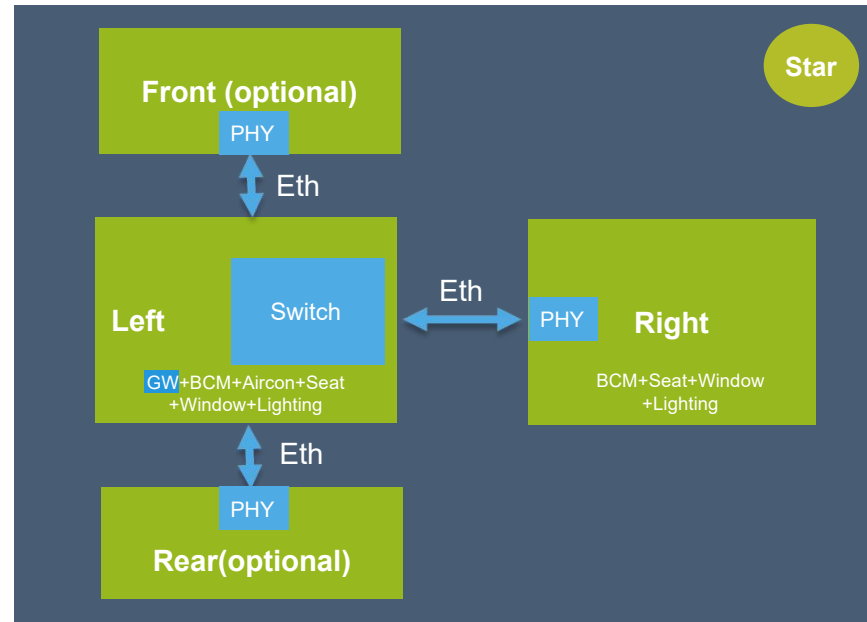 Front (optional)
Star
PHY
Eth
Left
Switch
GW+BCM+Aircon+Seat
+Window+Lighting
Eth
PHY
Right
BCM+Seat+Window
+Lighting
Eth
PHY
Rear(optional)